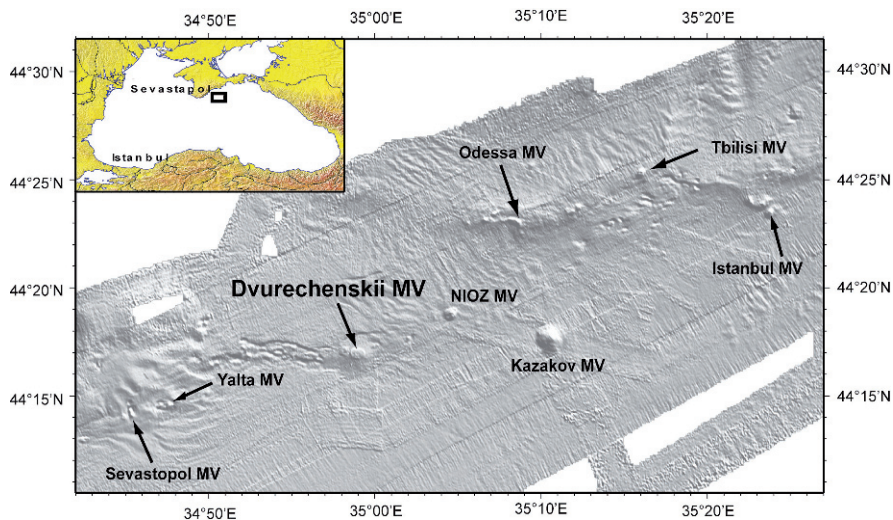 34°50'E 35°00'E 35°10'E 35°20'E
44°30'N 44°30'N
Sevastapol
Istanbul
Odessa MV
Tbilisi MV
44°25'N 44°25'N
Istanbul MV
44°20'N 44°20'N
Dvurechenskii MV
NIOZ MV
Kazakov MV
Yalta MV
44°15'N 44°15'N
Sevastopol MV
34°50'E 35°00'E 35°10'E 35°20'E